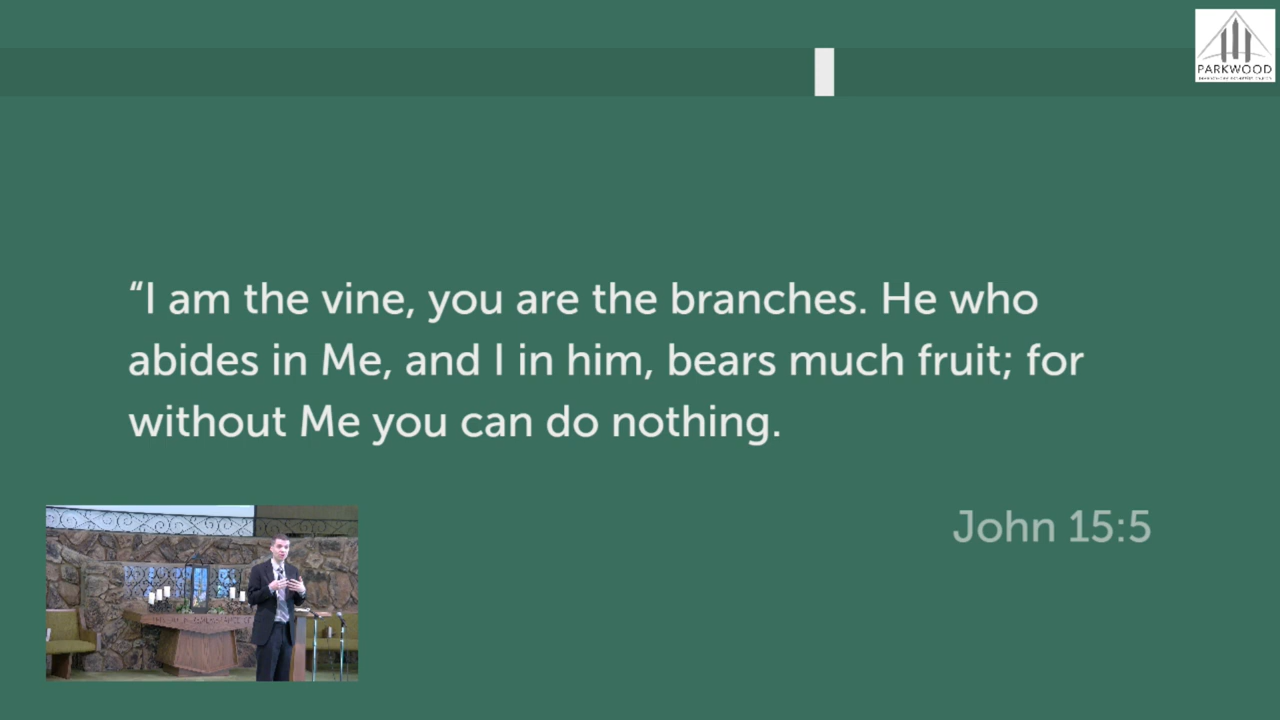 PARKWOOD
“I am the vine, you are the branches. He who
abides in Me, and I in him, bears much fruit; for
without Me you can do nothing.
John 15:5